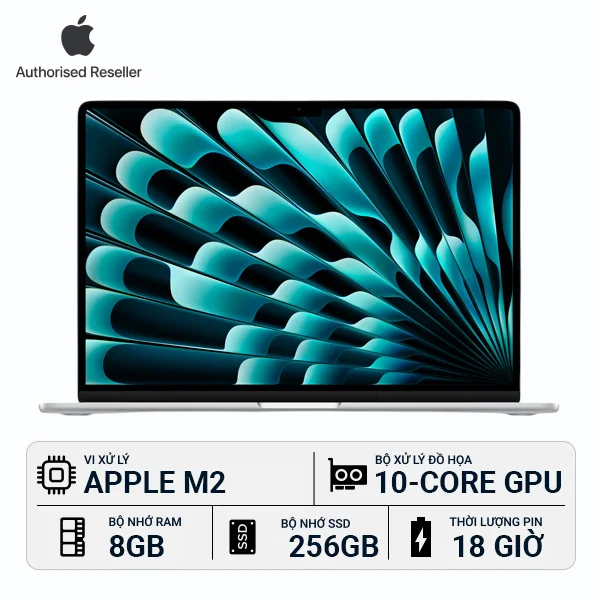 Authorised Reseller
VI XỬ LÝ
APPLE M2
BỘ XỬ LÝ ĐỒ HỌA
10-CORE GPU
BỘ NHỚ RAM
8GB
SSD
BỘ NHỚ SSD
256GB
THỜI LƯỢNG PIN
18 GIỜ